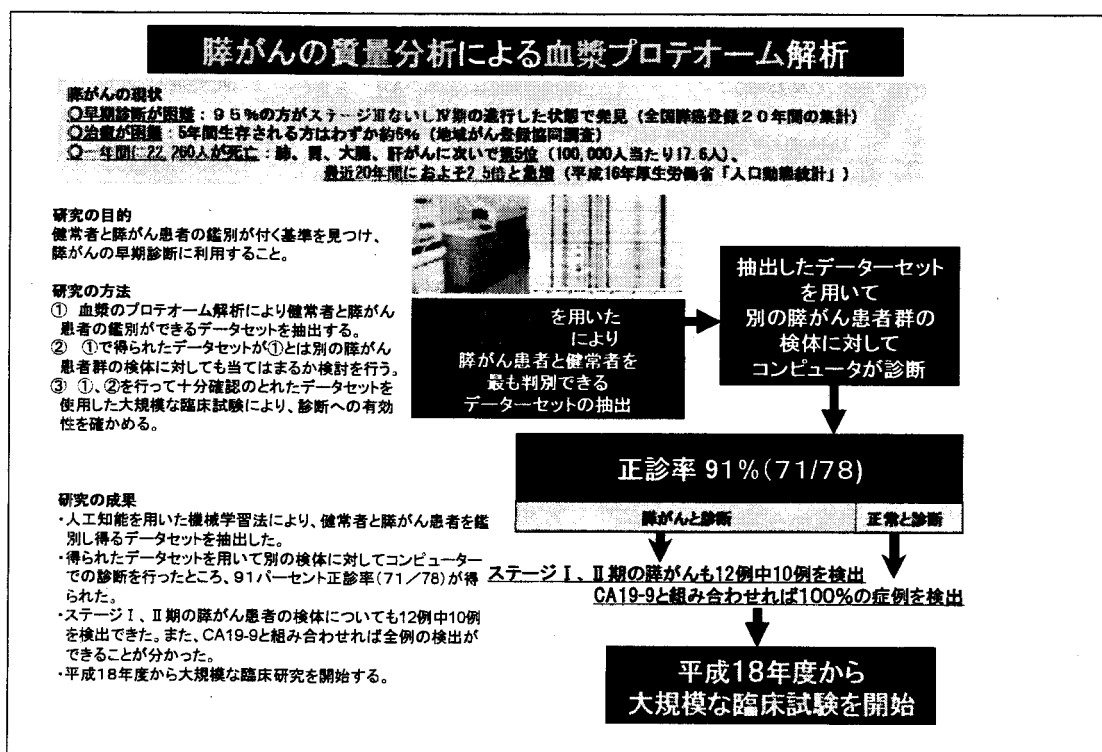 膵がんの質量分析による血漿プロテオーム解析
膵がんの現状
○早期診断が困難：９５％の方がステージⅢないしⅣ期の進行した状態で発見（全国膵癌登録２０年間の集計）
○治療が困難：5年間生存される方はわずか約5％（地域がん登録協同調査）
○一年間に22,260人が死亡：肺、胃、大腸、肝がんに次いで第5位（100,000人当たり17.6人）、
最近20年間におよそ2.5倍と急増（平成16年厚生労働省「人口動態統計」）
研究の目的
健常者と膵がん患者の鑑別が付く基準を見つけ、
膵がんの早期診断に利用すること。
研究の方法
① 血漿のプロテオーム解析により健常者と膵がん
患者の鑑別ができるデータセットを抽出する。
② ①で得られたデータセットが①とは別の膵がん
患者群の検体に対しても当てはまるか検討を行う。
③ ①、②を行って十分確認のとれたデータセットを
使用した大規模な臨床試験により、診断への有効
性を確かめる。
を用いた
により
膵がん患者と健常者を
最も判別できる
データーセットの抽出
抽出したデーターセット
を用いて
別の膵がん患者群の
検体に対して
コンピュータが診断
正診率 91％(71/78)
膵がんと診断
正常と診断
ステージⅠ、Ⅱ期の膵がんも12例中10例を検出
CA19-9と組み合わせれば100％の症例を検出
平成18年度から
大規模な臨床試験を開始
研究の成果
・人工知能を用いた機械学習法により、健常者と膵がん患者を鑑
別し得るデータセットを抽出した。
・得られたデータセットを用いて別の検体に対してコンピューター
での診断を行ったところ、91パーセント正診率(71／78)が得
られた。
・ステージⅠ、Ⅱ期の膵がん患者の検体についても12例中10例
を検出できた。また、CA19-9と組み合わせれば全例の検出が
できることが分かった。
・平成18年度から大規模な臨床研究を開始する。